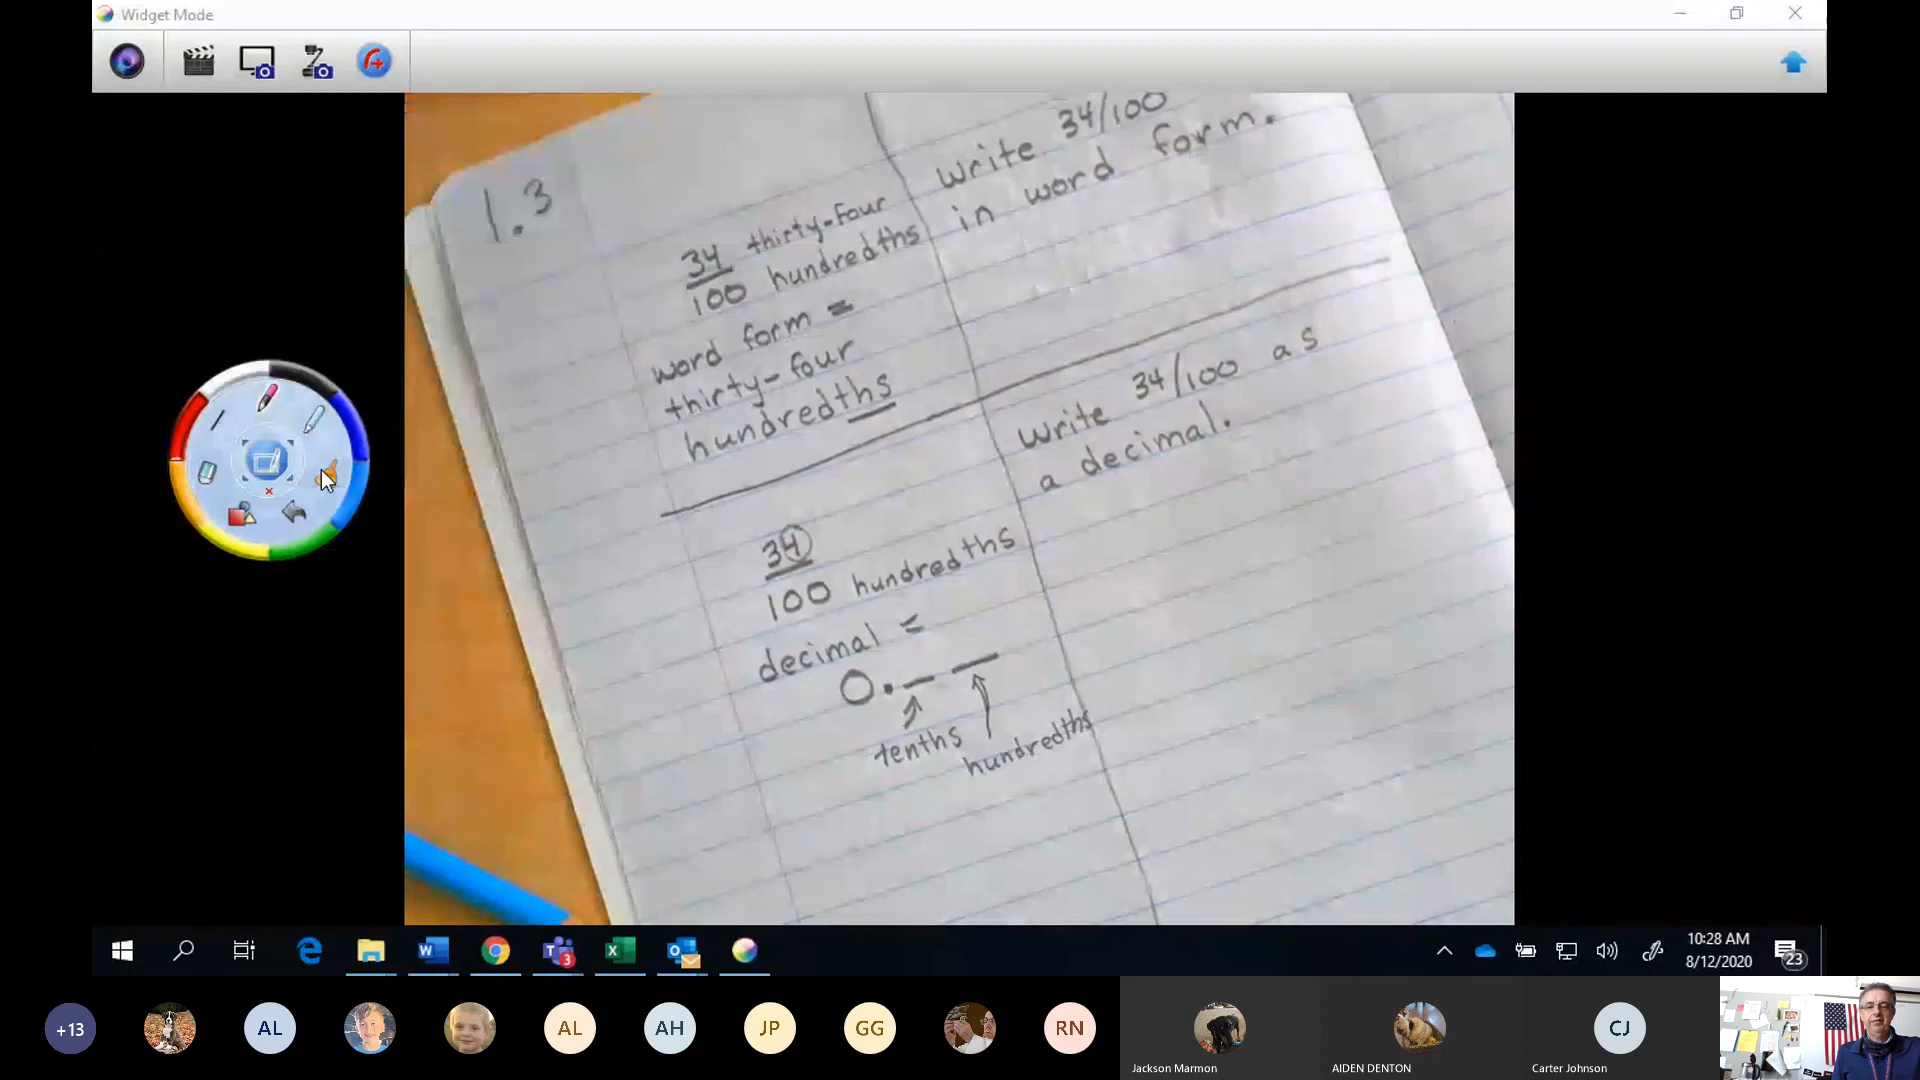 Widget Mode
1.3
34 thirty-four
100 hundredths
word form =
thirty-four
hundredths
write 34/100
in word form.
34
100 hundredths
decimal =
0. _ _
tenths
hundredths
write 34/100 as
a decimal.
3
10:28 AM
8/12/2020
23
+13
AL
AL
AH
JP
GG
RN
CJ
Jackson Marmon
AIDEN DENTON
Carter Johnson